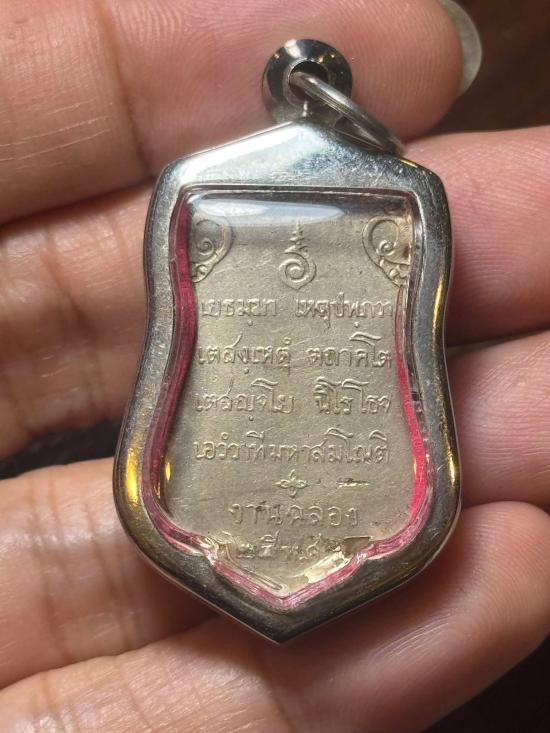 เยธมฺมา เหตุปฺพภวา
เตสํเหตุํ ตถาคโต
เตสญฺจโย นิโรโธจ
เอวํวาทีมหาสมโณติ
งานฉลอง